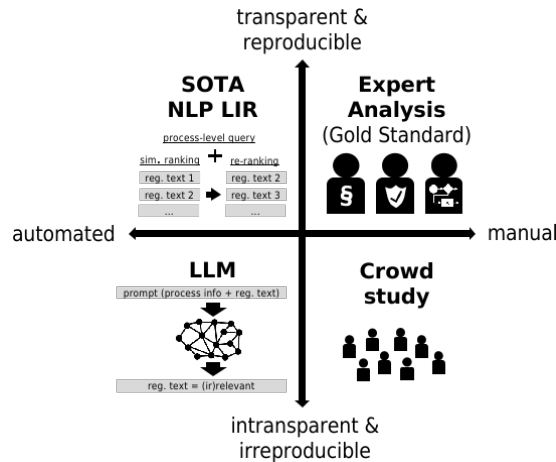 transparent &
reproducible
SOTA
NLP LIR
process-level query
sim. ranking + re-ranking
reg. text 1
reg. text 2
reg. text 2
reg. text 3
...
...
Expert
Analysis
(Gold Standard)
§
automated
manual
LLM
prompt (process info + reg. text)
reg. text = (ir)relevant
Crowd
study
intransparent &
irreproducible